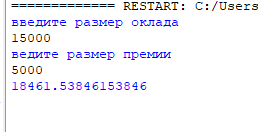 ============= RESTART: C:/Users
введите размер оклада
15000
ведите размер премии
5000
18461.53846153846